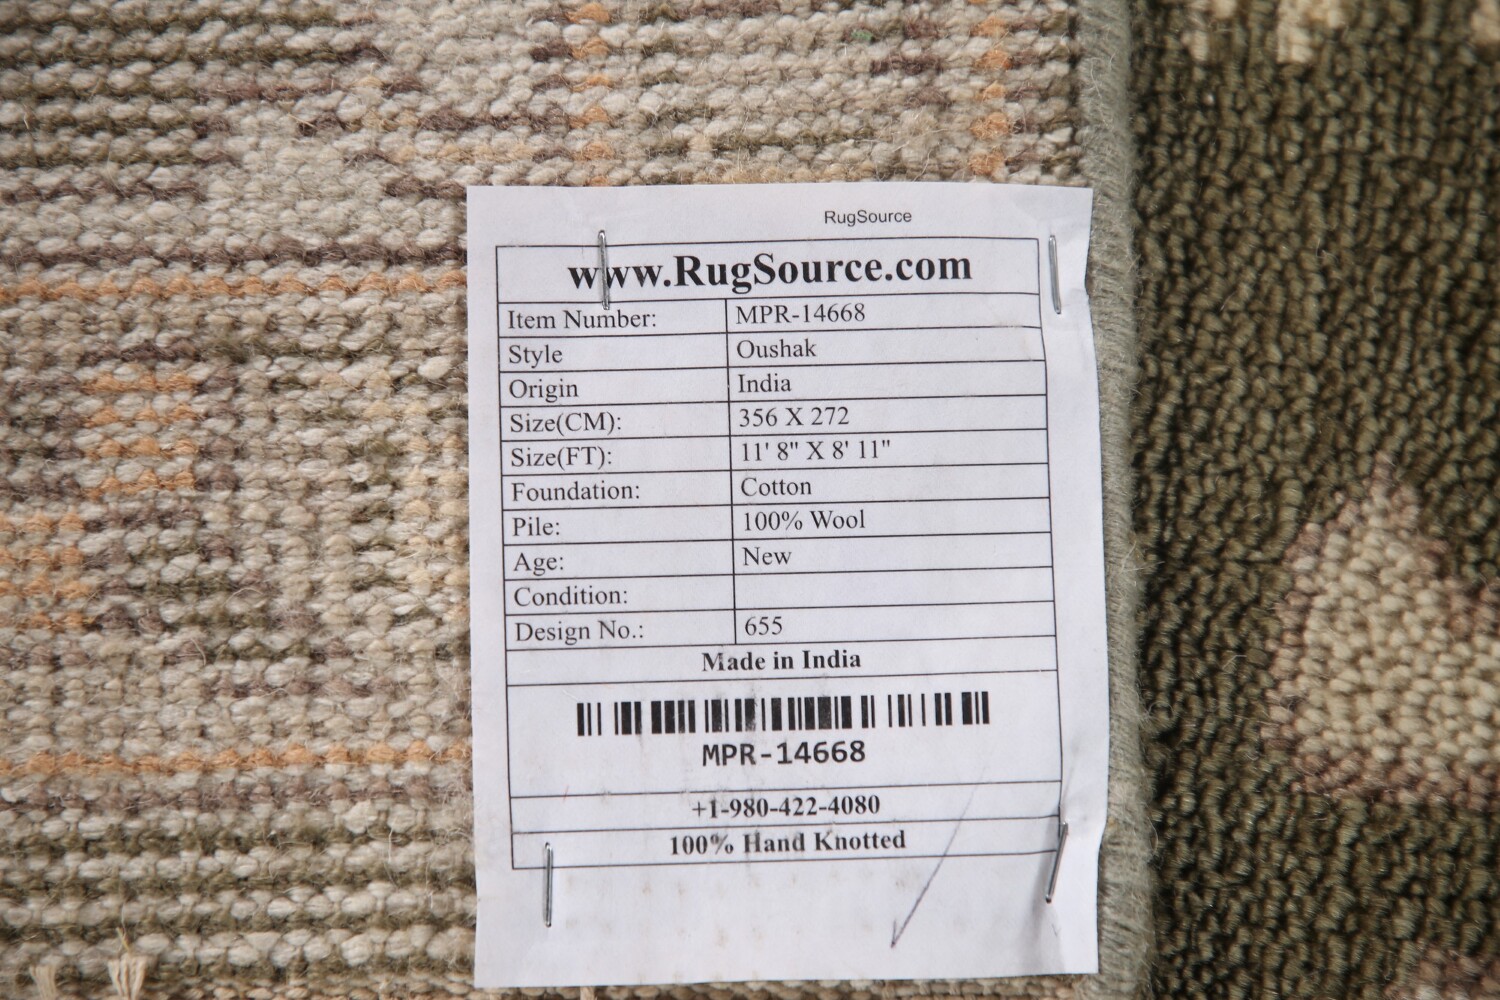 RugSource
www.RugSource.com
Item Number: MPR-14668
Style Oushak
Origin India
Size(CM): 356 X 272
Size(FT): 11' 8" X 8' 11"
Foundation: Cotton
Pile: 100% Wool
Age: New
Condition:
Design No.: 655
Made in India
MPR-14668
+1-980-422-4080
100% Hand Knotted